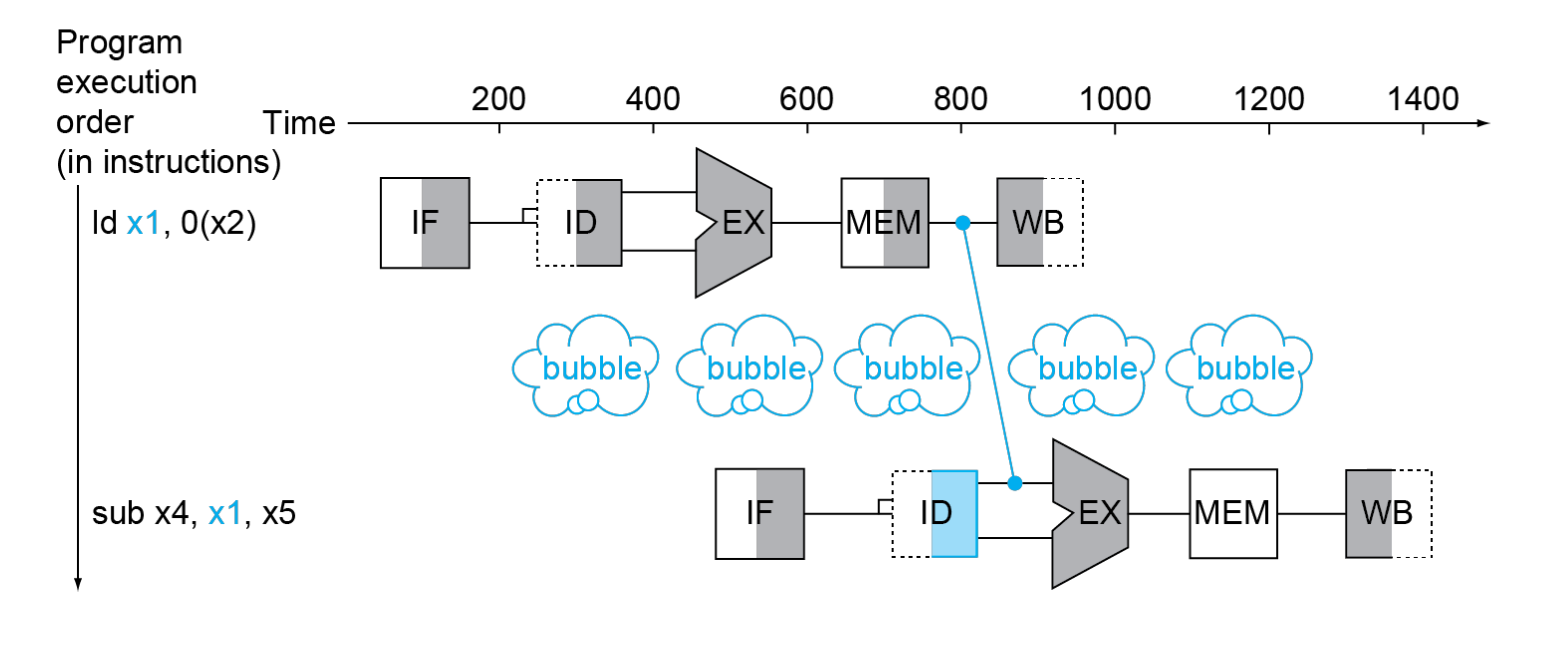 Program
execution
order
(in instructions)
Time
200 400 600 800 1000 1200 1400
ld x1, 0(x2)
IF ID EX MEM WB
bubble bubble bubble bubble bubble
sub x4, x1, x5
IF ID EX MEM WB